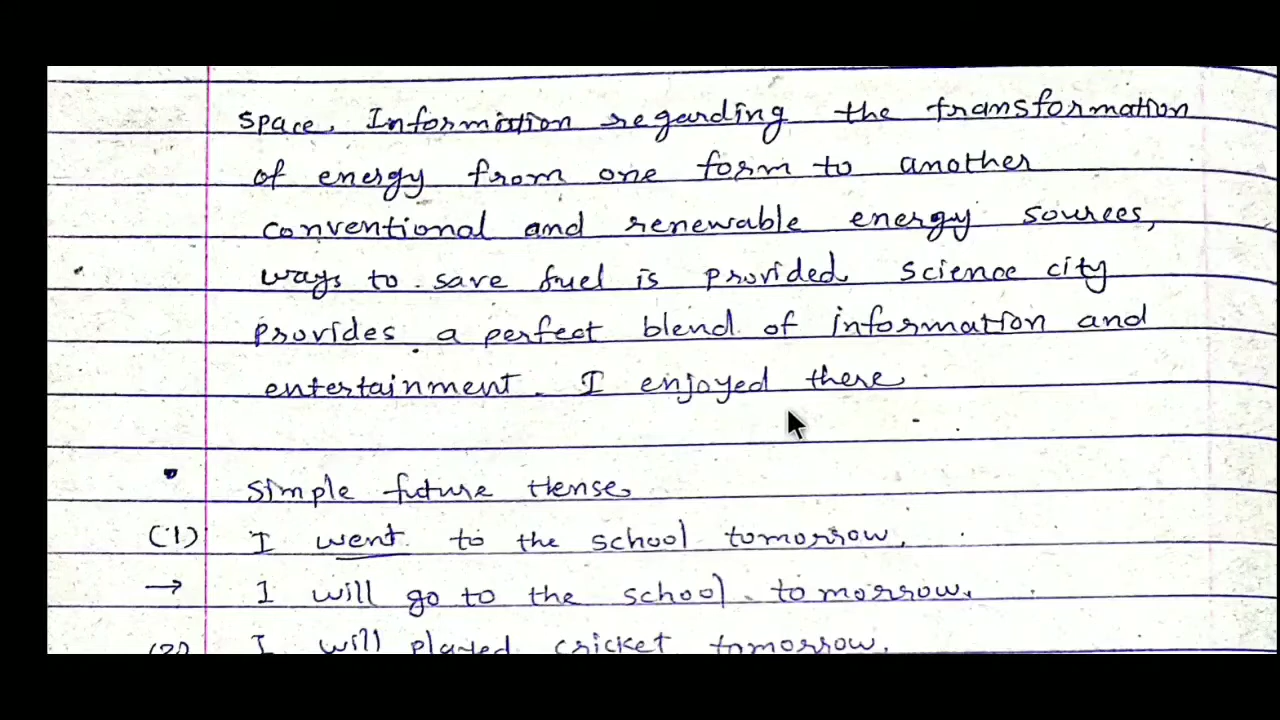 space. Information regarding the transformation
of energy from one form to another
conventional and renewable energy sources,
ways to save fuel is provided science city
provides a perfect blend of information and
entertainment. I enjoyed there.
Simple future thense.
(1) I went to the school tomorrow.
→ I will go to the school. tomorrow.
(2) I will played cricket tomorrow.